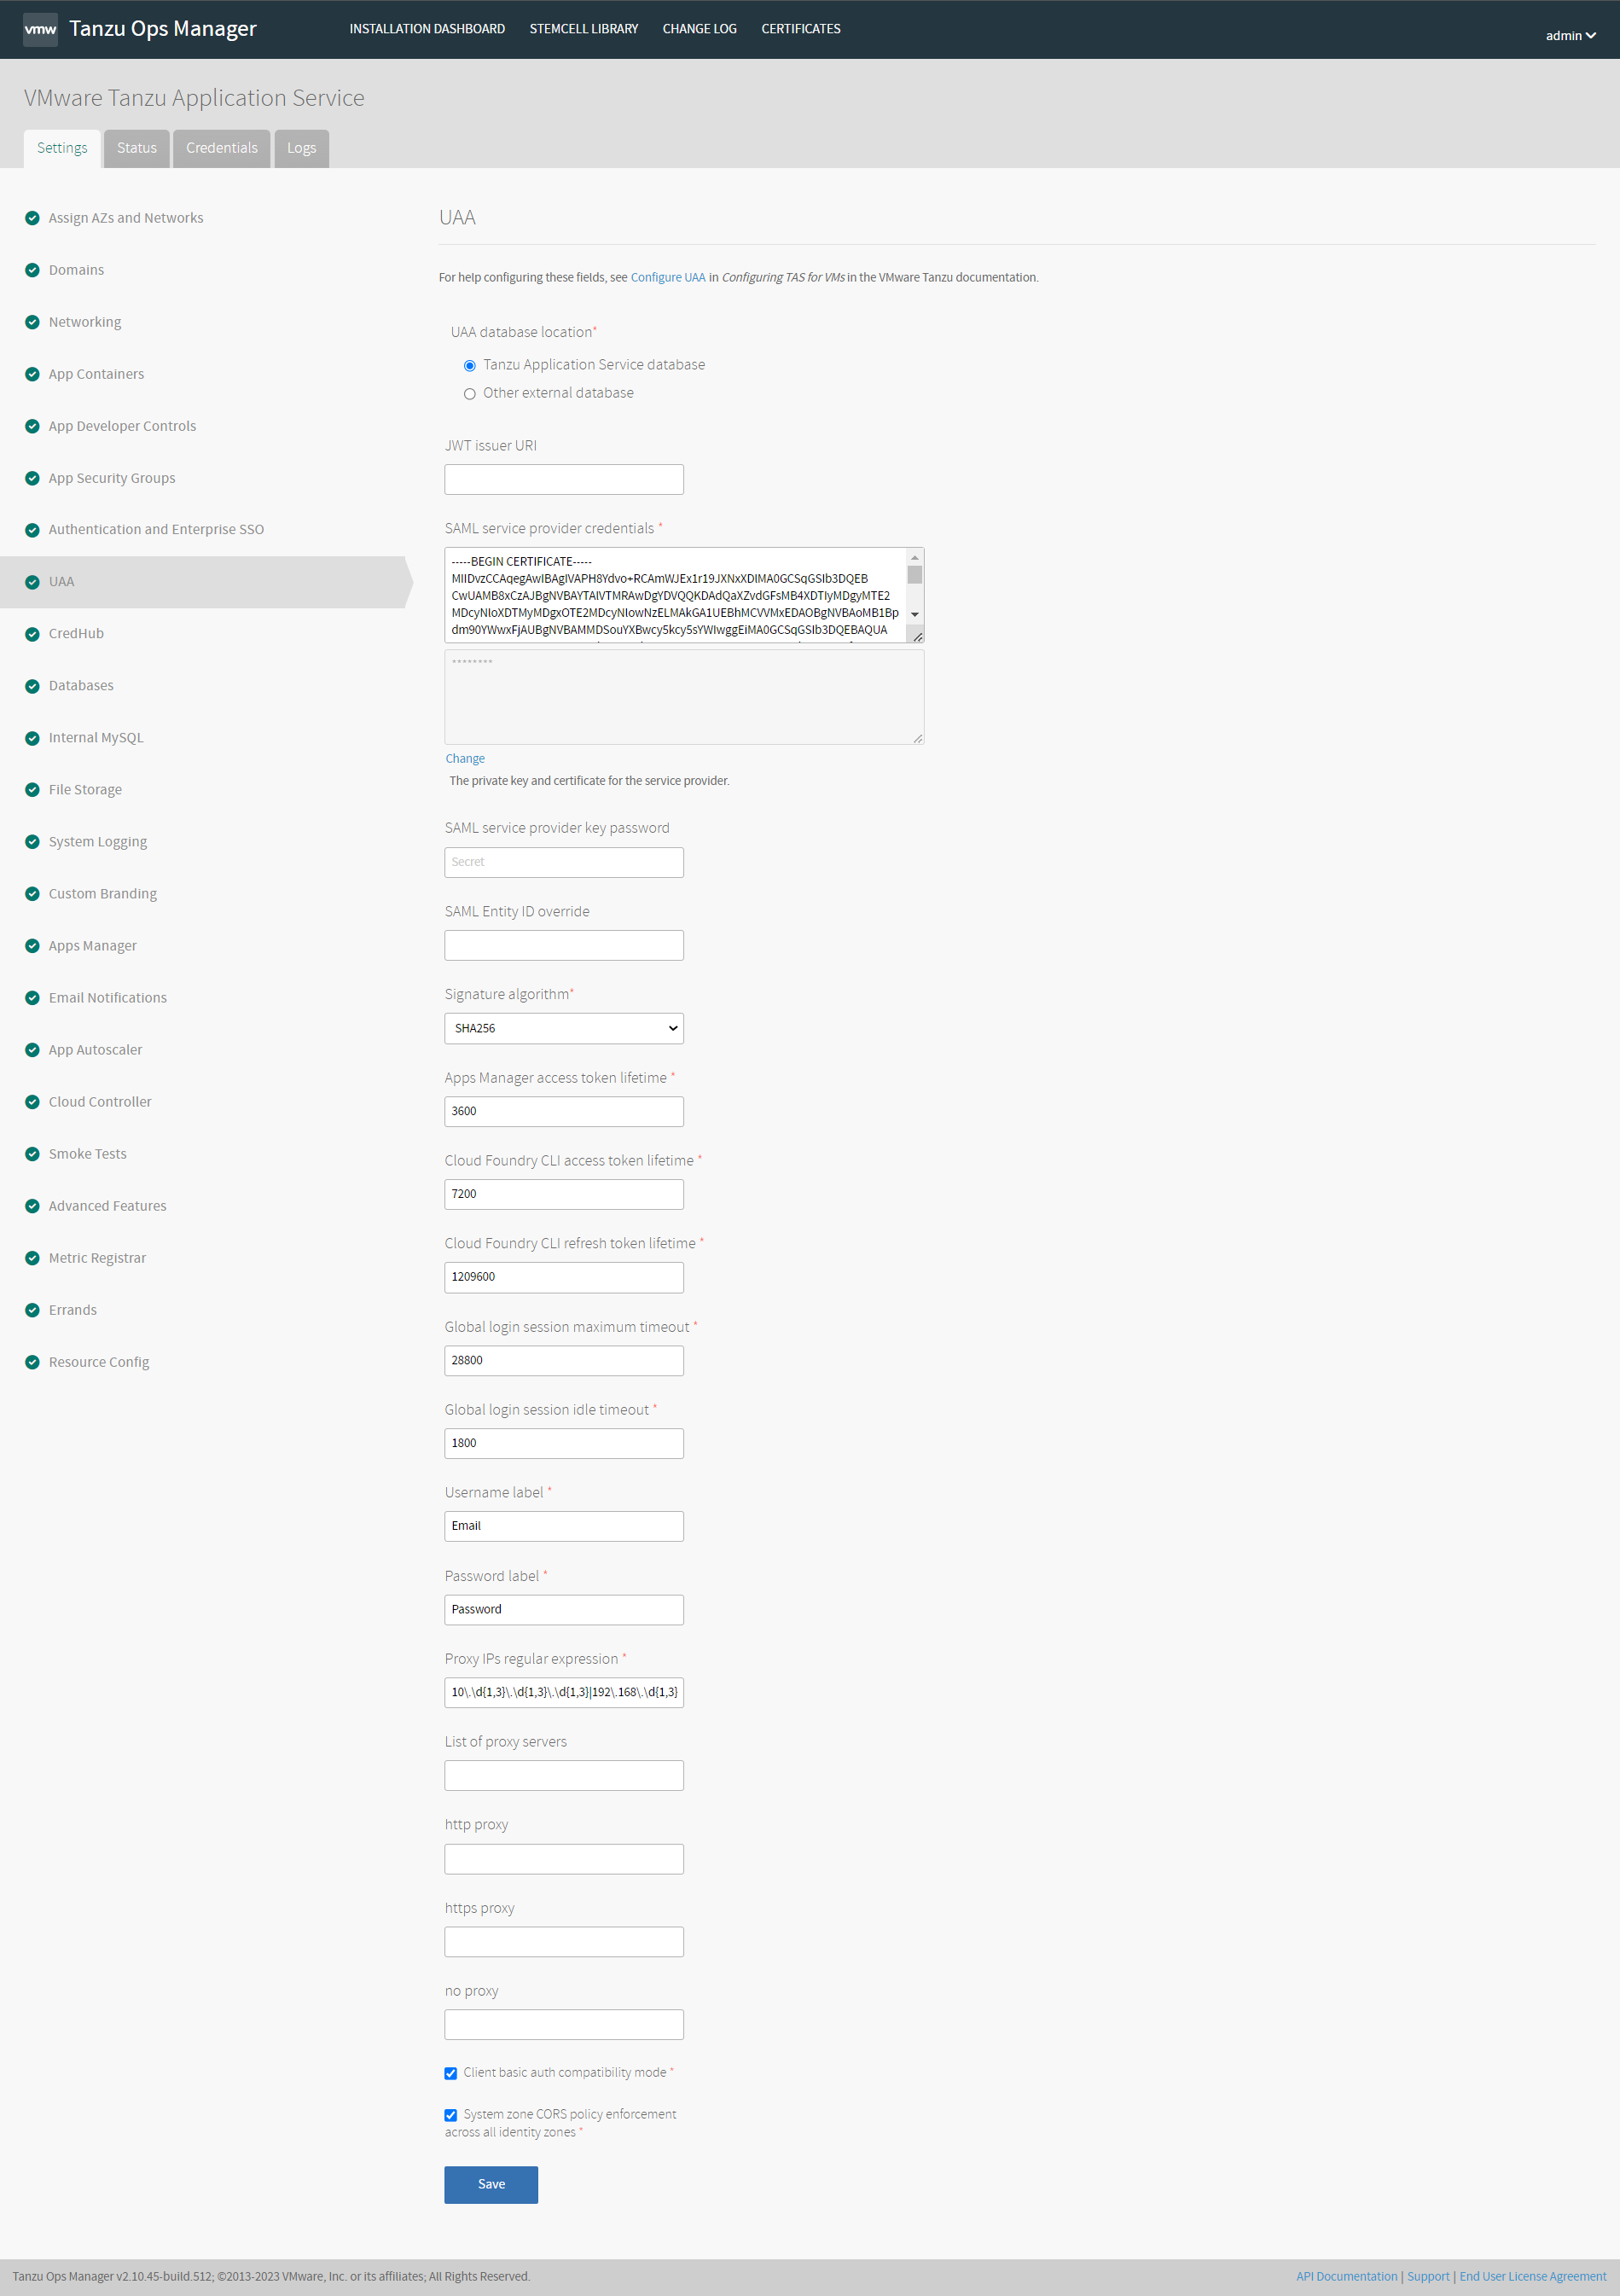 vmw Tanzu Ops Manager INSTALLATION DASHBOARD STEMCELL LIBRARY CHANGE LOG CERTIFICATES admin
VMware Tanzu Application Service
Settings Status Credentials Logs
Assign AZs and Networks
Domains
Networking
App Containers
App Developer Controls
App Security Groups
Authentication and Enterprise SSO
UAA
CredHub
Databases
Internal MySQL
File Storage
System Logging
Custom Branding
Apps Manager
Email Notifications
App Autoscaler
Cloud Controller
Smoke Tests
Advanced Features
Metric Registrar
Errands
Resource Config
UAA
For help configuring these fields, see Configure UAA in Configuring TAS for VMs in the VMware Tanzu documentation.
UAA database location*
Tanzu Application Service database
Other external database
JWT issuer URI
SAML service provider credentials *
-----BEGIN CERTIFICATE-----
MIIDvzCCAqegAwIBAgIVAPH8Ydvo+RCAmWJEx1r19JXNxXDIMA0GCSqGSIb3DQEB
CwUAMB8xCzAJBgNVBAYTAlVTMRAwDgYDVQQKDAdQaXZvdGFsMB4XDTIyMDgyMTE2
MDcyNloXDTMyMDgxOTE2MDcyNlowNzELMAkGA1UEBhMCVVMxEDAOBgNVBAoMB1Bp
dm90YWwxFjAUBgNVBAMMDSouYXBwcy5kcy5sYWIwggEiMA0GCSqGSIb3DQEBAQUA
********
Change
The private key and certificate for the service provider.
SAML service provider key password
Secret
SAML Entity ID override
Signature algorithm*
SHA256
Apps Manager access token lifetime *
3600
Cloud Foundry CLI access token lifetime *
7200
Cloud Foundry CLI refresh token lifetime *
1209600
Global login session maximum timeout *
28800
Global login session idle timeout *
1800
Username label *
Email
Password label *
Password
Proxy IPs regular expression *
10\.\d{1,3}\.\d{1,3}\.\d{1,3}|192\.168\.\d{1,3}
List of proxy servers
http proxy
https proxy
no proxy
Client basic auth compatibility mode *
System zone CORS policy enforcement
across all identity zones *
Save
Tanzu Ops Manager v2.10.45-build.512; ©2013-2023 VMware, Inc. or its affiliates; All Rights Reserved. API Documentation | Support | End User License Agreement